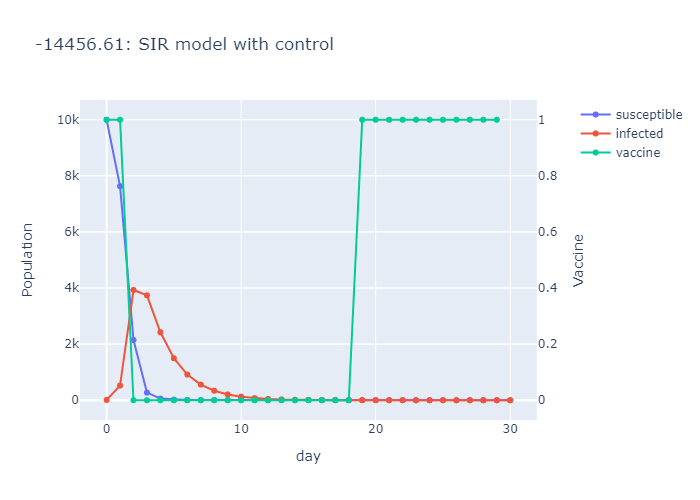 -14456.61: SIR model with control
susceptible
infected
vaccine
10k
8k
6k
4k
2k
0
Population
1
0.8
0.6
0.4
0.2
0
Vaccine
0 10 20 30
day